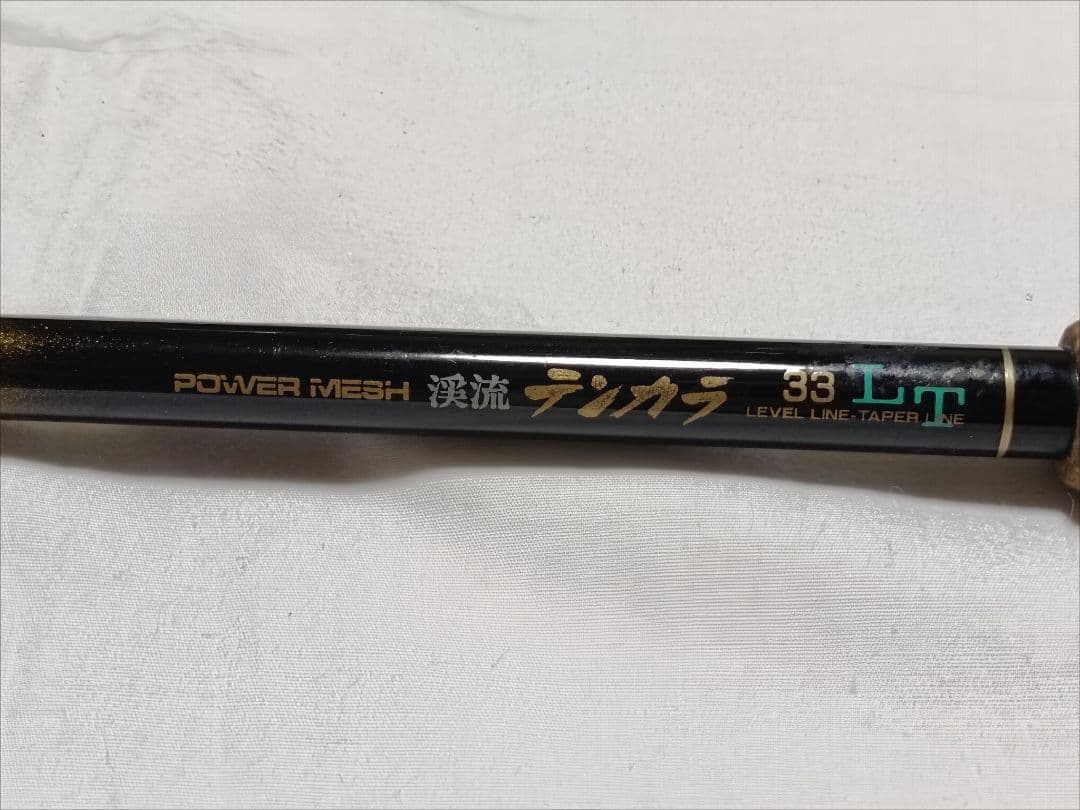 POWER MESH 渓流 テンカラ 33 LT
LEVEL LINE-TAPER LINE